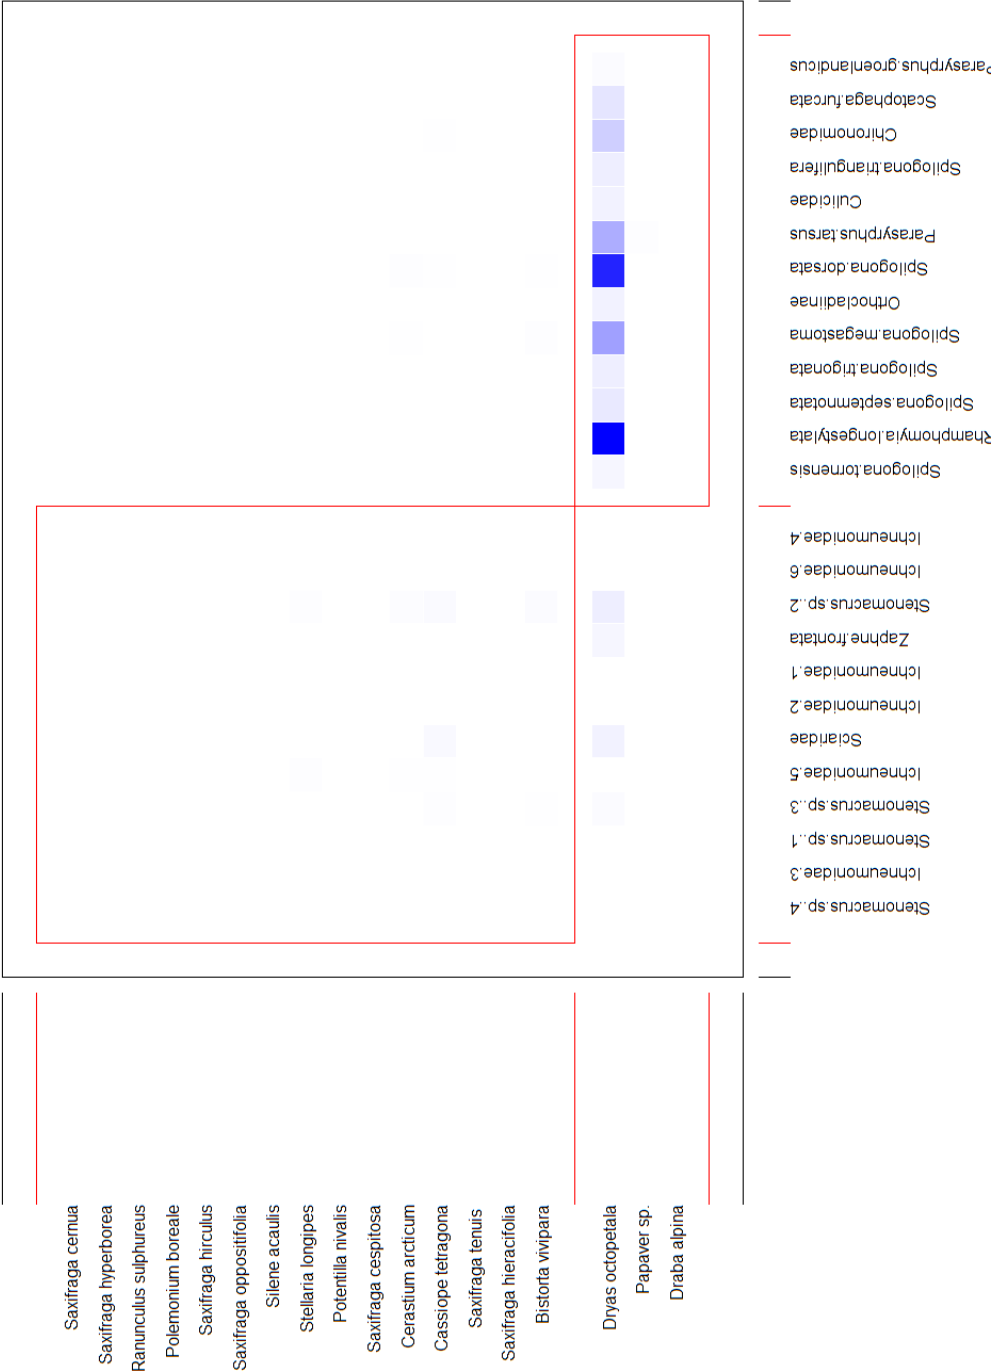 Parasyrphus.groenlandicus
Scatophaga.furcata
Chironomidae
Spilogona.triangulifera
Culicidae
Parasyrphus.tarsus
Spilogona.dorsata
Orthocladiinae
Spilogona.megastoma
Spilogona.trigonata
Spilogona.septemnotata
Rhamphomyia.longestylata
Spilogona.tornensis
Ichneumonidae.4
Ichneumonidae.6
Stenomacrus.sp..2
Zaphne.frontata
Ichneumonidae.1
Ichneumonidae.2
Sciaridae
Ichneumonidae.5
Stenomacrus.sp..3
Stenomacrus.sp..1
Ichneumonidae.3
Stenomacrus.sp..4
Saxifraga cernua
Saxifraga hyperborea
Ranunculus sulphureus
Polemonium boreale
Saxifraga hirculus
Saxifraga oppositifolia
Silene acaulis
Stellaria longipes
Potentilla nivalis
Saxifraga cespitosa
Cerastium arcticum
Cassiope tetragona
Saxifraga tenuis
Saxifraga hieracifolia
Bistorta vivipara
Dryas octopetala
Papaver sp.
Draba alpina